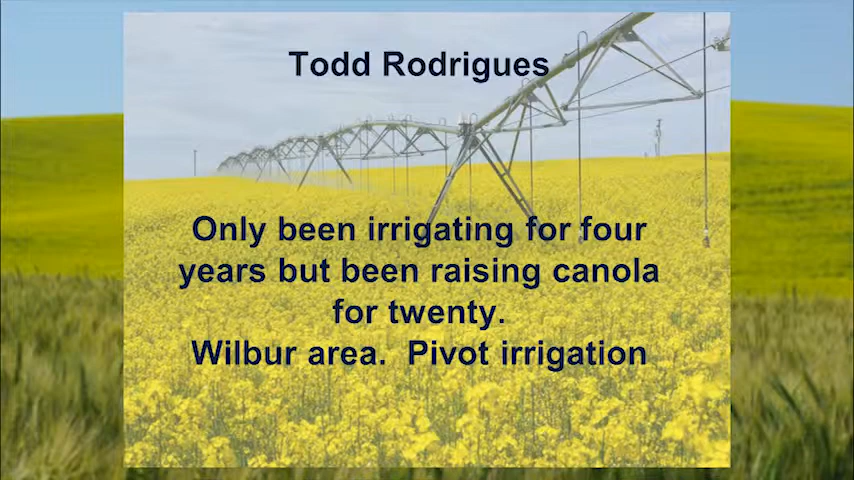 Todd Rodrigues
Only been irrigating for four
years but been raising canola
for twenty.
Wilbur area.  Pivot irrigation